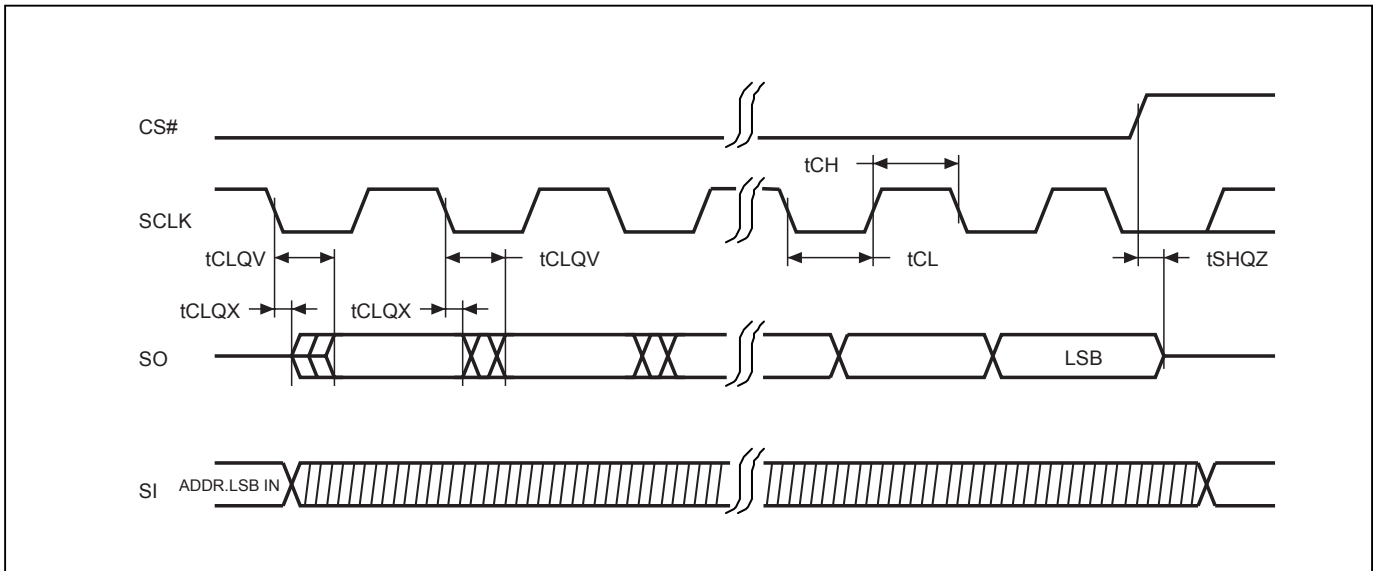 CS#
tCH
SCLK
tCLQV
tCLQV
tCL
tSHQZ
tCLQX
tCLQX
SO
LSB
SI
ADDR.LSB IN